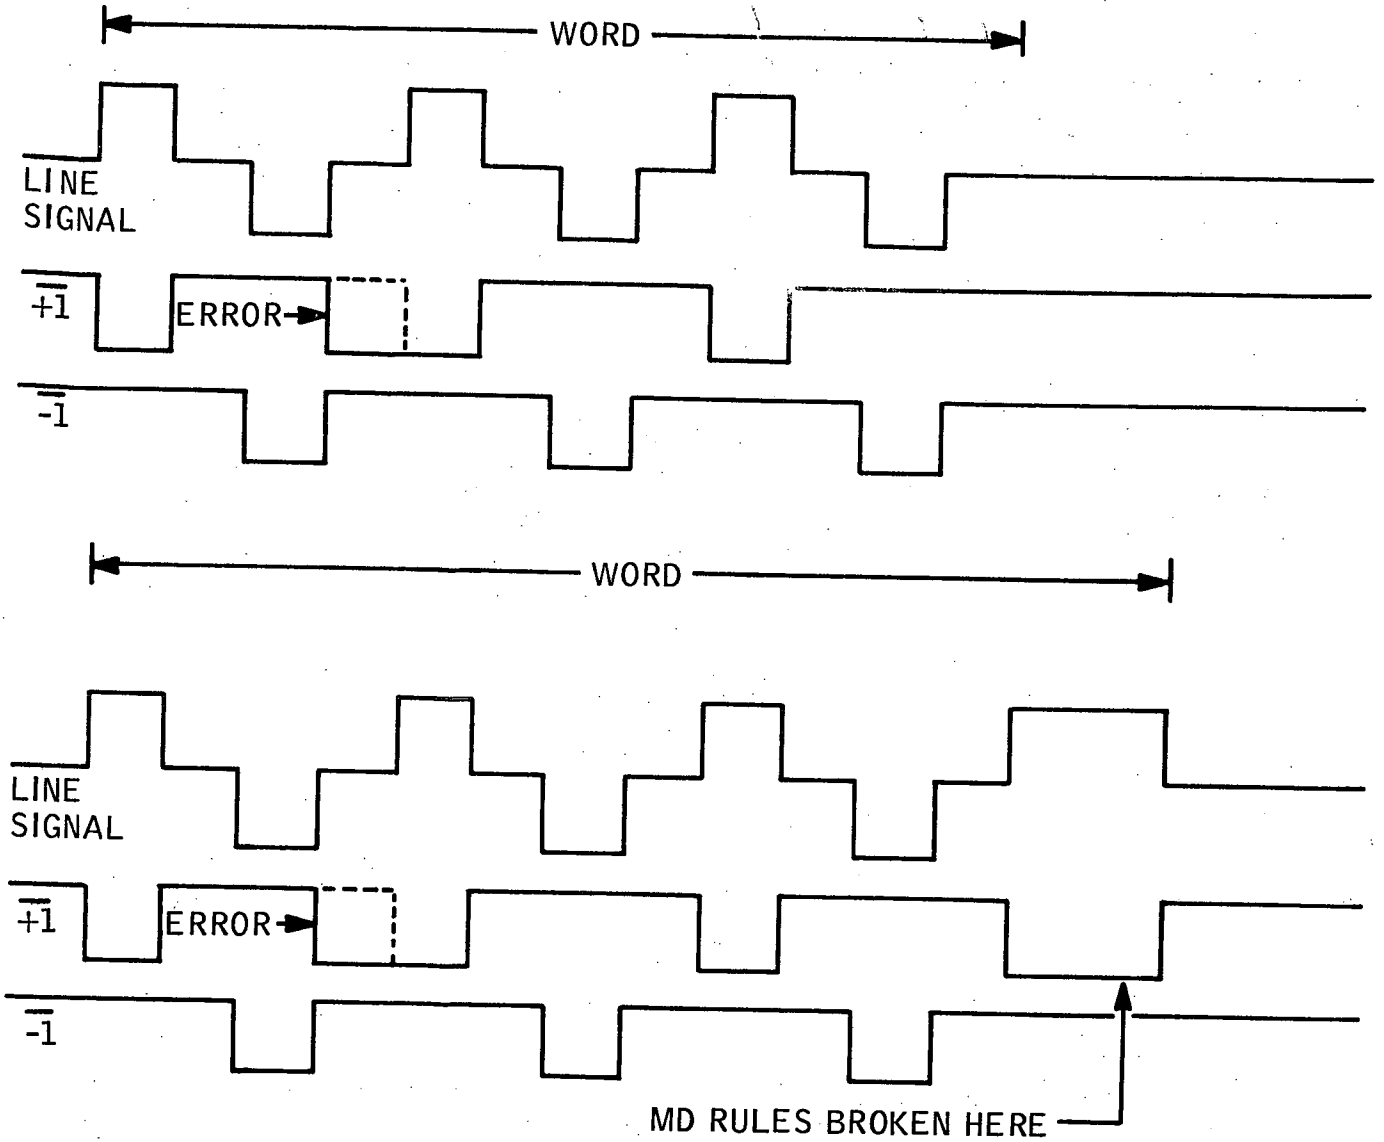 WORD
LINE
SIGNAL
+1
ERROR
-1
WORD
LINE
SIGNAL
+1
ERROR
-1
MD RULES BROKEN HERE